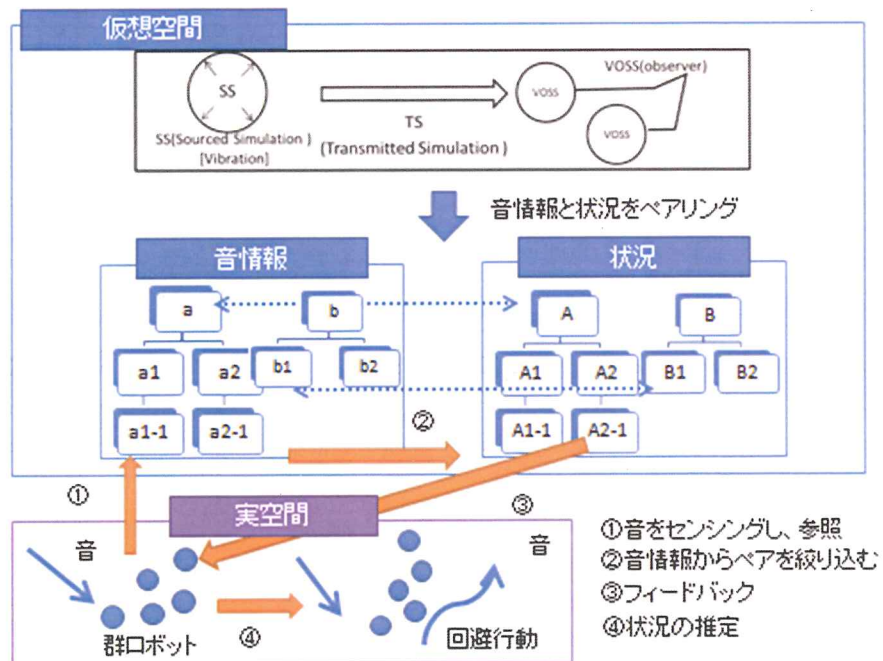 仮想空間
SS
SS(Sourced Simulation )
[Vibration]
TS
(Transmitted Simulation )
VOSS(observer)
VOSS
VOSS
音情報と状況をペアリング
音情報
a
b
a1
a2
b1
b2
a1-1
a2-1
状況
A
B
A1
A2
B1
B2
A1-1
A2-1
②
①
③
実空間
音
音
群ロボット
④
回避行動
①音をセンシングし、参照
②音情報からペアを絞り込む
③フィードバック
④状況の推定